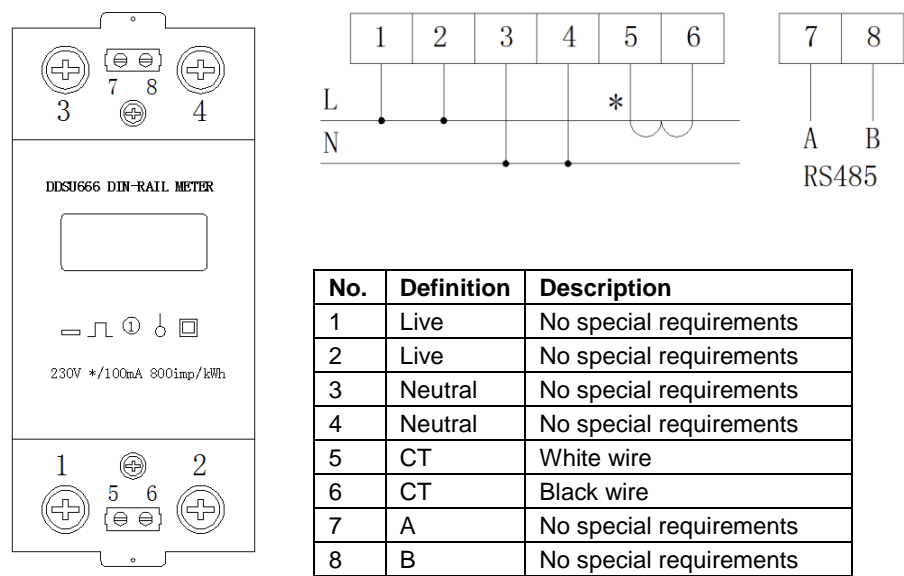 7 8
3 4
DDSU666 DIN-RAIL METER
1
230V */100mA 800imp/kWh
1 2
5 6
1 2 3 4 5 6 7 8
L
*
N
A B
RS485
No. Definition Description
1 Live No special requirements
2 Live No special requirements
3 Neutral No special requirements
4 Neutral No special requirements
5 CT White wire
6 CT Black wire
7 A No special requirements
8 B No special requirements